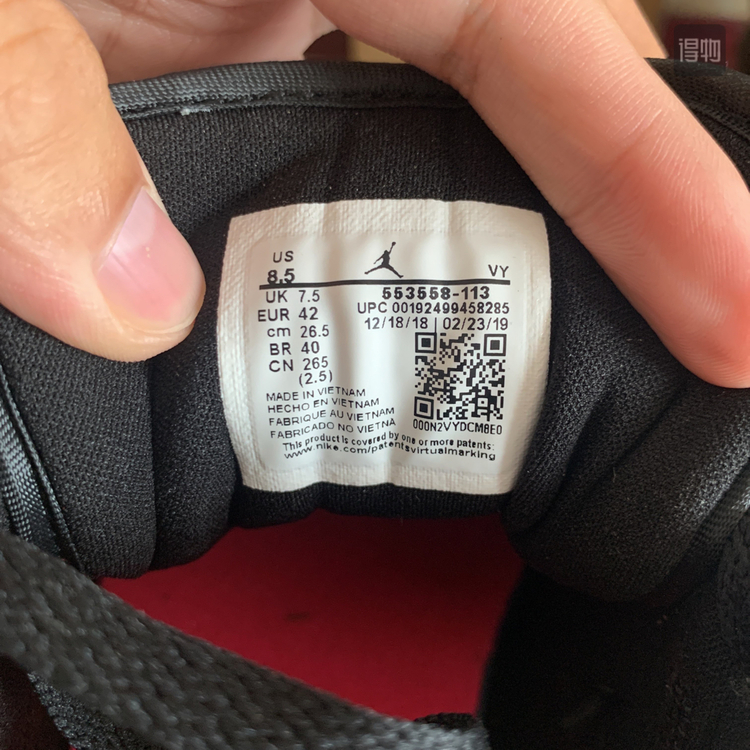 得物
US
8.5
VY
UK 7.5
553558-113
EUR 42
UPC 00192499458285
cm 26.5
12/18/18 | 02/23/19
BR 40
CN 265
(2.5)
MADE IN VIETNAM
HECHO EN VIETNAM
FABRIQUE AU VIETNAM
FABRICADO NO VIETNA
000N2VYDCM8E0
This product is covered by one or more patents:
www.nike.com/patentsvirtualmarking